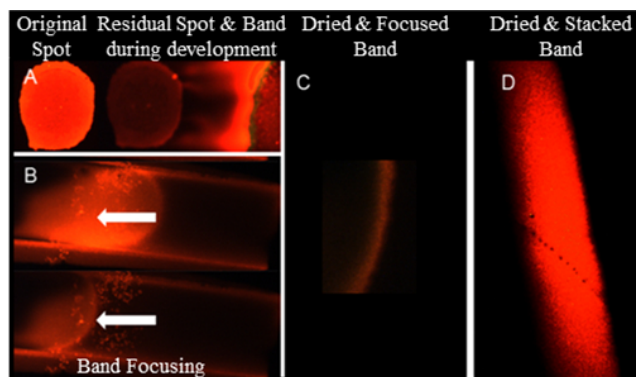 Original Residual Spot & Band Dried & Focused Dried & Stacked
Spot during development Band Band
A
C
D
B
Band Focusing